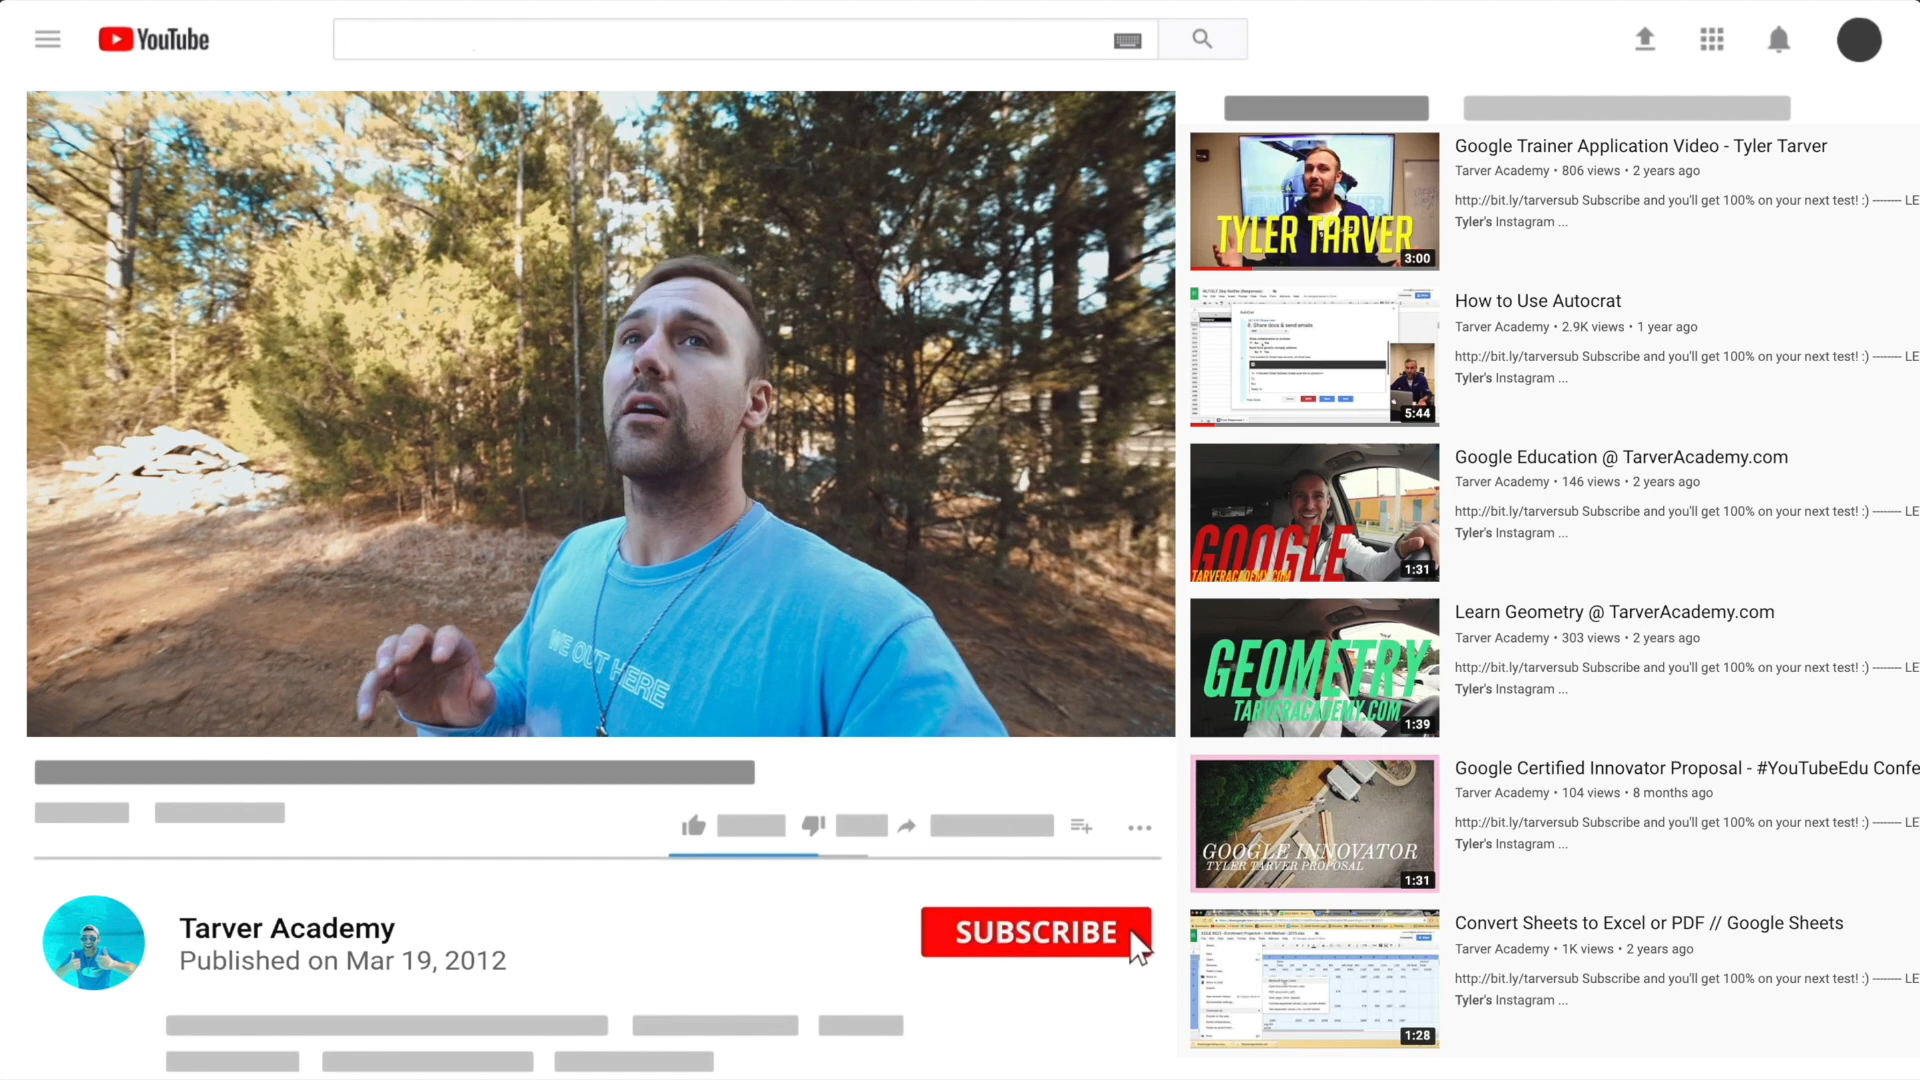 YouTube
WE OUT HERE
Tarver Academy
Published on Mar 19, 2012
SUBSCRIBE
TYLER TARVER
3:00
Google Trainer Application Video - Tyler Tarver
Tarver Academy • 806 views • 2 years ago
http://bit.ly/tarversub Subscribe and you'll get 100% on your next test! :) -------- LE
Tyler's Instagram ...
8. Share docs & send emails
5:44
How to Use Autocrat
Tarver Academy • 2.9K views • 1 year ago
http://bit.ly/tarversub Subscribe and you'll get 100% on your next test! :) -------- LE
Tyler's Instagram ...
GOOGLE
TARVERACADEMY.COM
1:31
Google Education @ TarverAcademy.com
Tarver Academy • 146 views • 2 years ago
http://bit.ly/tarversub Subscribe and you'll get 100% on your next test! :) -------- LE
Tyler's Instagram ...
GEOMETRY
TARVERACADEMY.COM
1:39
Learn Geometry @ TarverAcademy.com
Tarver Academy • 303 views • 2 years ago
http://bit.ly/tarversub Subscribe and you'll get 100% on your next test! :) -------- LE
Tyler's Instagram ...
GOOGLE INNOVATOR
TYLER TARVER PROPOSAL
1:31
Google Certified Innovator Proposal - #YouTubeEdu Confe
Tarver Academy • 104 views • 8 months ago
http://bit.ly/tarversub Subscribe and you'll get 100% on your next test! :) -------- LE
Tyler's Instagram ...
1:28
Convert Sheets to Excel or PDF // Google Sheets
Tarver Academy • 1K views • 2 years ago
http://bit.ly/tarversub Subscribe and you'll get 100% on your next test! :) -------- LE
Tyler's Instagram ...